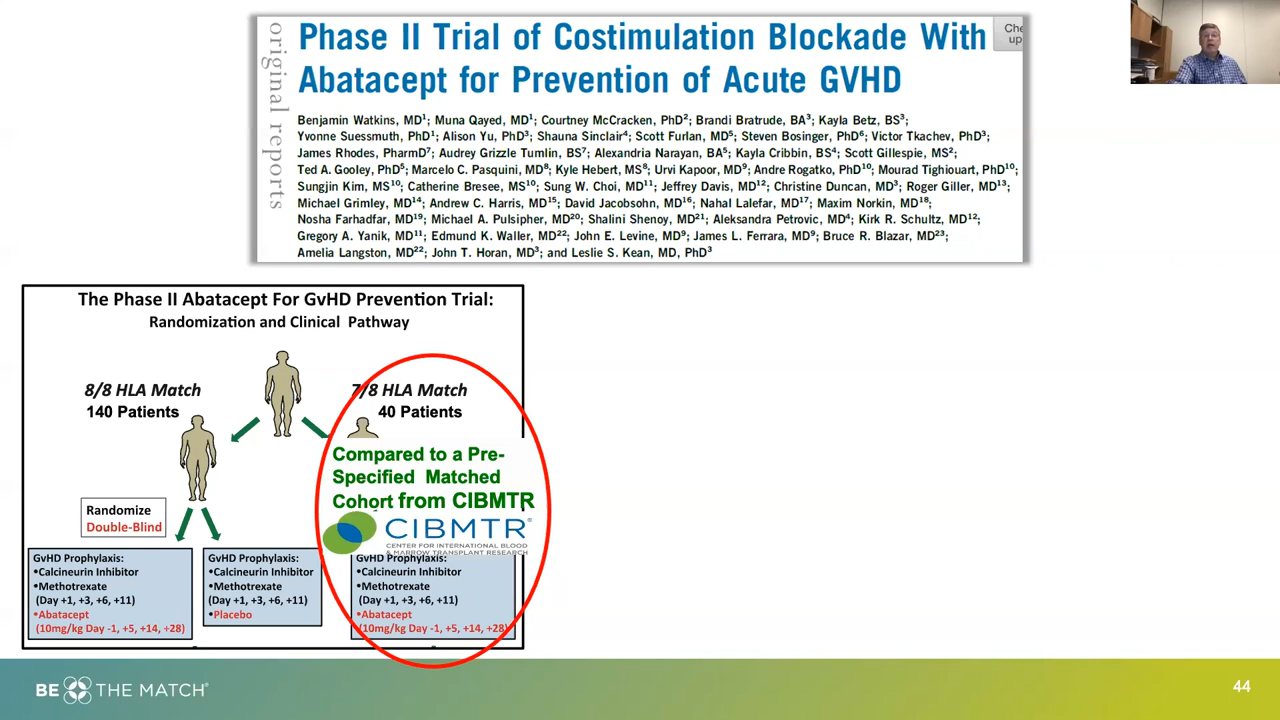 original reports
Phase II Trial of Costimulation Blockade With
Abatacept for Prevention of Acute GVHD
Che
up
Benjamin Watkins, MD1; Muna Qayed, MD1; Courtney McCracken, PhD2; Brandi Bratrude, BA3; Kayla Betz, BS3;
Yvonne Suessmuth, PhD1; Alison Yu, PhD3; Shauna Sinclair4; Scott Furlan, MD5; Steven Bosinger, PhD6; Victor Tkachev, PhD3;
James Rhodes, PharmD7; Audrey Grizzle Tumlin, BS7; Alexandria Narayan, BA5; Kayla Cribbin, BS4; Scott Gillespie, MS2;
Ted A. Gooley, PhD5; Marcelo C. Pasquini, MD8; Kyle Hebert, MS8; Urvi Kapoor, MD9; Andre Rogatko, PhD10; Mourad Tighiouart, PhD10;
Sungjin Kim, MS10; Catherine Bresee, MS10; Sung W. Choi, MD11; Jeffrey Davis, MD12; Christine Duncan, MD3; Roger Giller, MD13;
Michael Grimley, MD14; Andrew C. Harris, MD15; David Jacobsohn, MD16; Nahal Lalefar, MD17; Maxim Norkin, MD18;
Nosha Farhadfar, MD19; Michael A. Pulsipher, MD20; Shalini Shenoy, MD21; Aleksandra Petrovic, MD4; Kirk R. Schultz, MD12;
Gregory A. Yanik, MD11; Edmund K. Waller, MD22; John E. Levine, MD9; James L. Ferrara, MD9; Bruce R. Blazar, MD23;
Amelia Langston, MD22; John T. Horan, MD3; and Leslie S. Kean, MD, PhD3
The Phase II Abatacept For GvHD Prevention Trial:
Randomization and Clinical Pathway
8/8 HLA Match
140 Patients
7/8 HLA Match
40 Patients
Compared to a Pre-
Specified Matched
Cohort from CIBMTR
CIBMTR®
CENTER FOR INTERNATIONAL BLOOD
& MARROW TRANSPLANT RESEARCH
Randomize
Double-Blind
GvHD Prophylaxis:
•Calcineurin Inhibitor
•Methotrexate
(Day +1, +3, +6, +11)
•Abatacept
(10mg/kg Day -1, +5, +14, +28)
GvHD Prophylaxis:
•Calcineurin Inhibitor
•Methotrexate
(Day +1, +3, +6, +11)
•Placebo
GvHD Prophylaxis:
•Calcineurin Inhibitor
•Methotrexate
(Day +1, +3, +6, +11)
•Abatacept
(10mg/kg Day -1, +5, +14, +28)
BE THE MATCH®
44